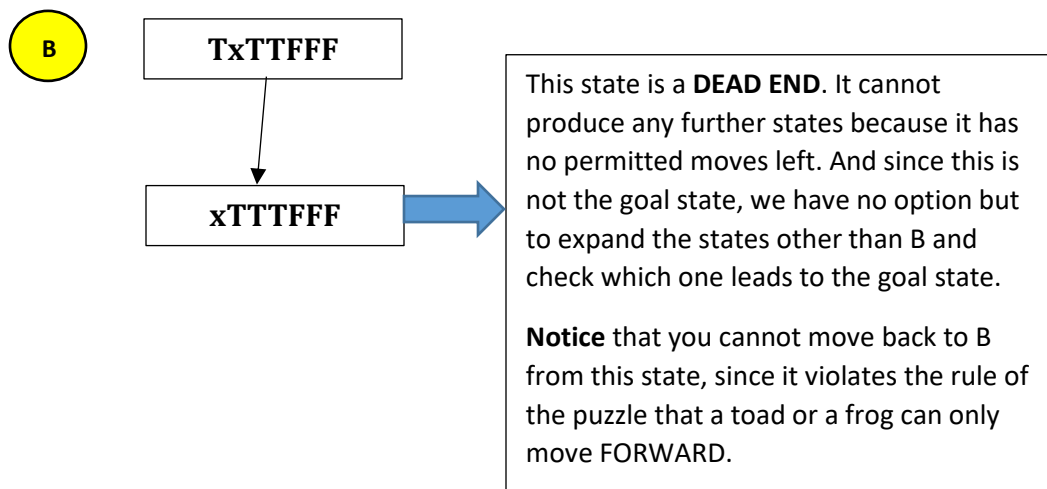 B
TxTTFFF
xTTTFFF
This state is a DEAD END. It cannot
produce any further states because it has
no permitted moves left. And since this is
not the goal state, we have no option but
to expand the states other than B and
check which one leads to the goal state.
Notice that you cannot move back to B
from this state, since it violates the rule of
the puzzle that a toad or a frog can only
move FORWARD.